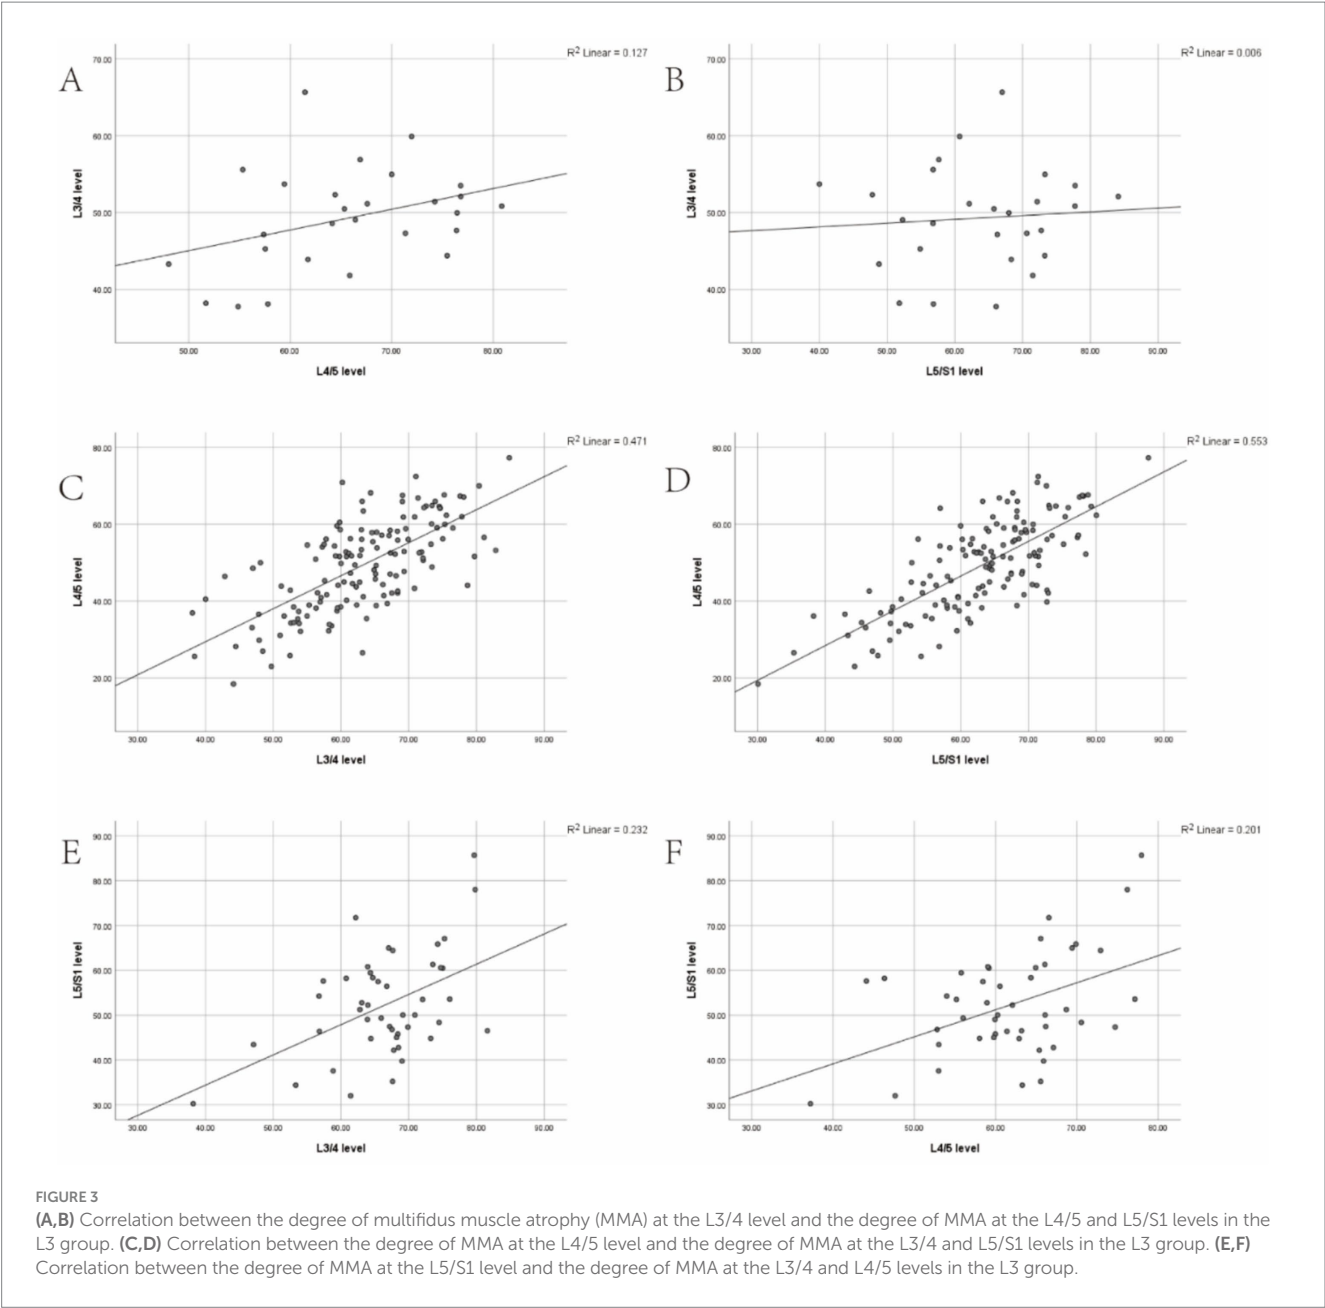 R² Linear = 0.127
A
70.00
60.00
50.00
40.00
L3/4 level
50.00 60.00 70.00 80.00
L4/5 level
R² Linear = 0.006
B
70.00
60.00
50.00
40.00
L3/4 level
30.00 40.00 50.00 60.00 70.00 80.00 90.00
L5/S1 level
R² Linear = 0.471
C
80.00
60.00
40.00
20.00
L4/5 level
30.00 40.00 50.00 60.00 70.00 80.00 90.00
L3/4 level
R² Linear = 0.553
D
80.00
60.00
40.00
20.00
L4/5 level
30.00 40.00 50.00 60.00 70.00 80.00 90.00
L5/S1 level
R² Linear = 0.232
E
90.00
80.00
70.00
60.00
50.00
40.00
30.00
L5/S1 level
30.00 40.00 50.00 60.00 70.00 80.00 90.00
L3/4 level
R² Linear = 0.201
F
90.00
80.00
70.00
60.00
50.00
40.00
30.00
L5/S1 level
30.00 40.00 50.00 60.00 70.00 80.00
L4/5 level
FIGURE 3
(A,B) Correlation between the degree of multifidus muscle atrophy (MMA) at the L3/4 level and the degree of MMA at the L4/5 and L5/S1 levels in the
L3 group. (C,D) Correlation between the degree of MMA at the L4/5 level and the degree of MMA at the L3/4 and L5/S1 levels in the L3 group. (E,F)
Correlation between the degree of MMA at the L5/S1 level and the degree of MMA at the L3/4 and L4/5 levels in the L3 group.